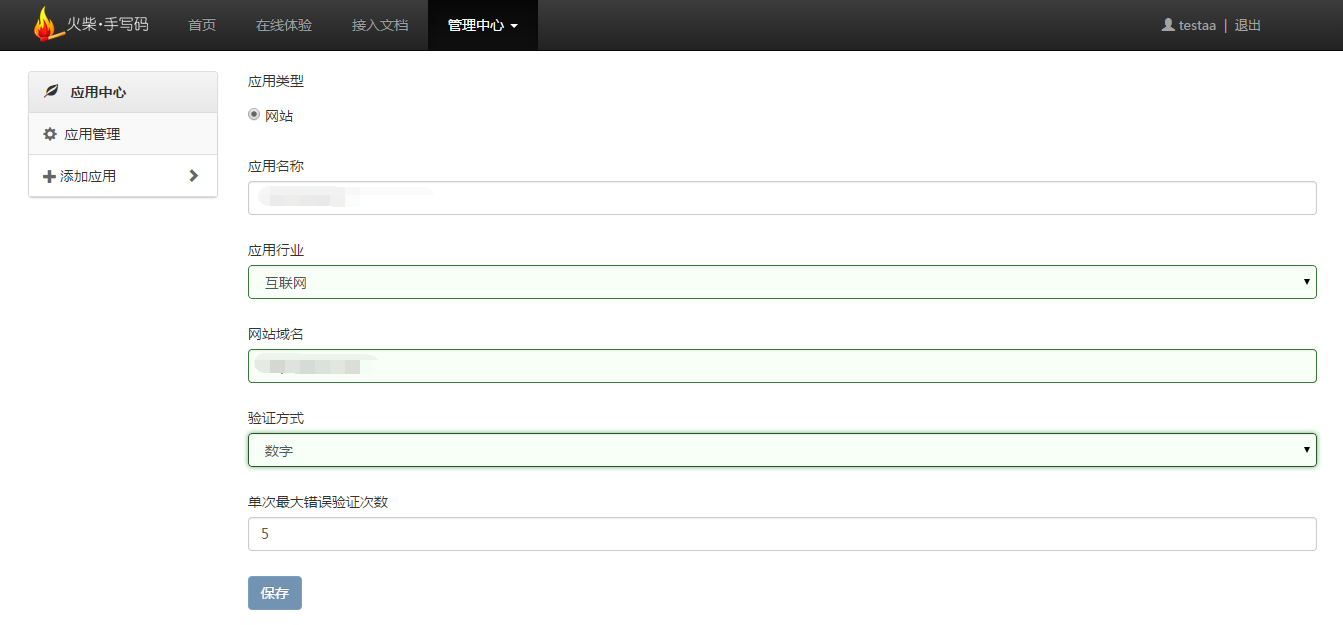 火柴·手写码 首页 在线体验 接入文档 管理中心 testaa | 退出
应用中心
应用管理
添加应用
应用类型
网站
应用名称
应用行业
互联网
网站域名
验证方式
数字
单次最大错误验证次数
5
保存